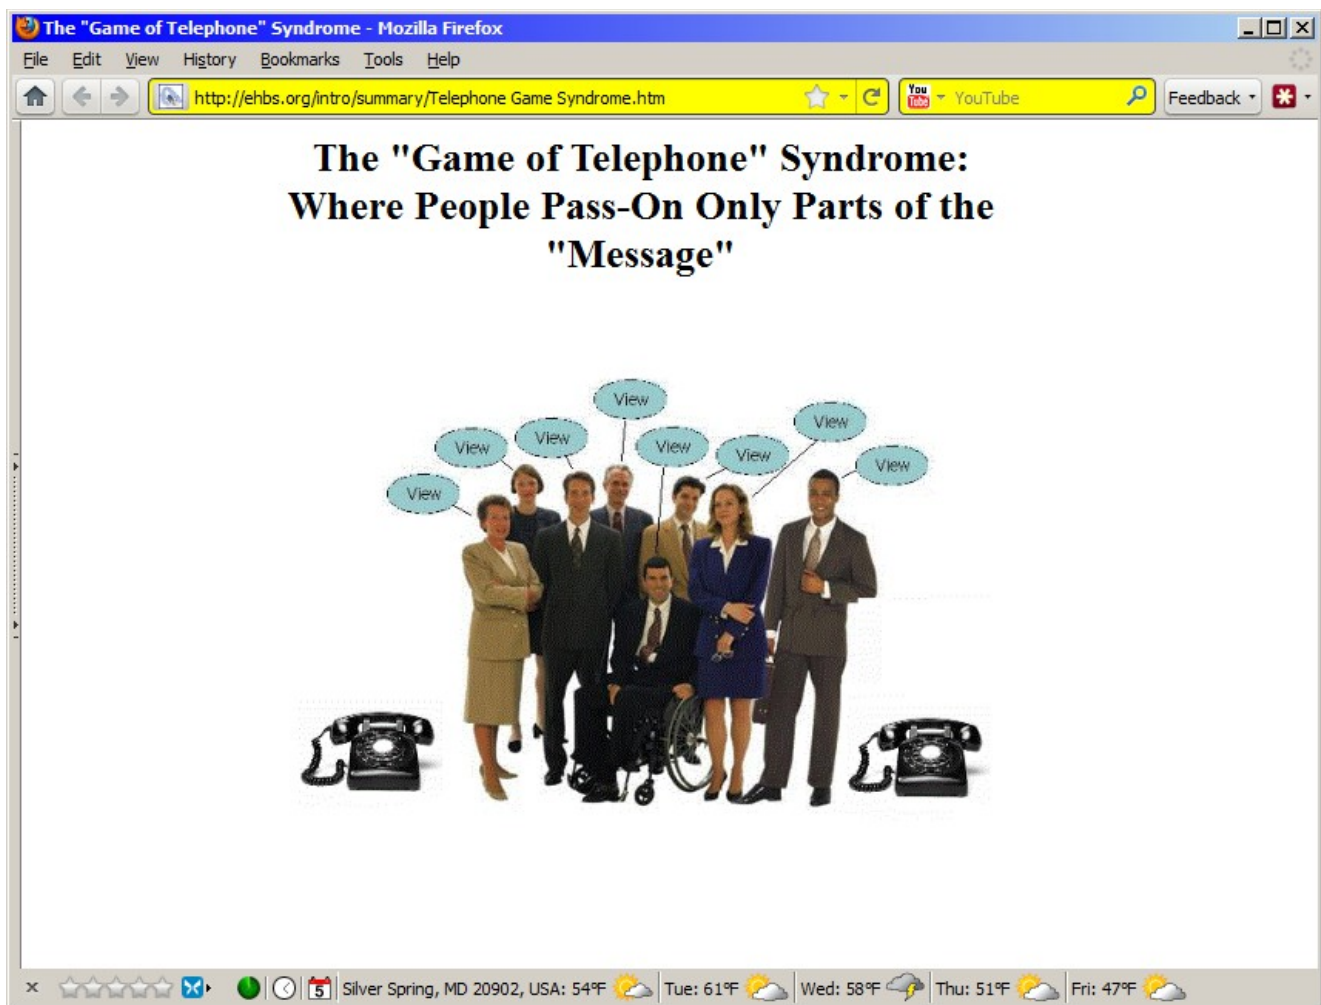 The "Game of Telephone" Syndrome - Mozilla Firefox
File Edit View History Bookmarks Tools Help
http://ehbs.org/intro/summary/Telephone Game Syndrome.htm You Tube YouTube Feedback
The "Game of Telephone" Syndrome:
Where People Pass-On Only Parts of the
"Message"
View
View
View
View
View
View
View
View
5 Silver Spring, MD 20902, USA: 54°F Tue: 61°F Wed: 58°F Thu: 51°F Fri: 47°F